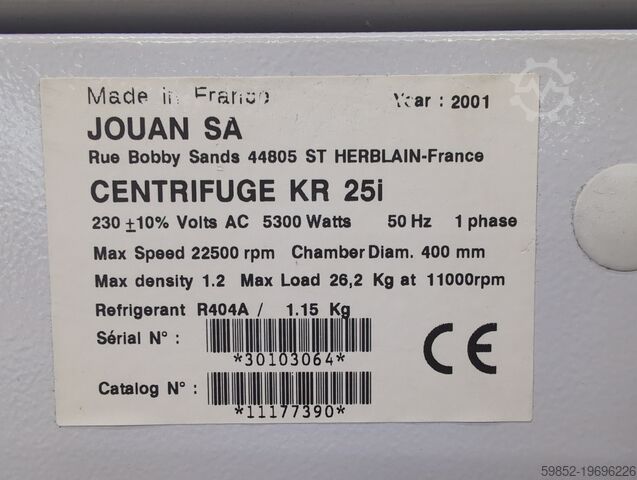 Made in France Year : 2001
JOUAN SA
Rue Bobby Sands 44805 ST HERBLAIN-France
CENTRIFUGE KR 25i
230 ±10% Volts AC 5300 Watts 50 Hz 1 phase
Max Speed 22500 rpm Chamber Diam. 400 mm
Max density 1.2 Max Load 26,2 Kg at 11000rpm
Refrigerant R404A / 1.15 Kg
Sérial N° :
*30103064*
Catalog N° :
*11177390*
CE
59852-19696226